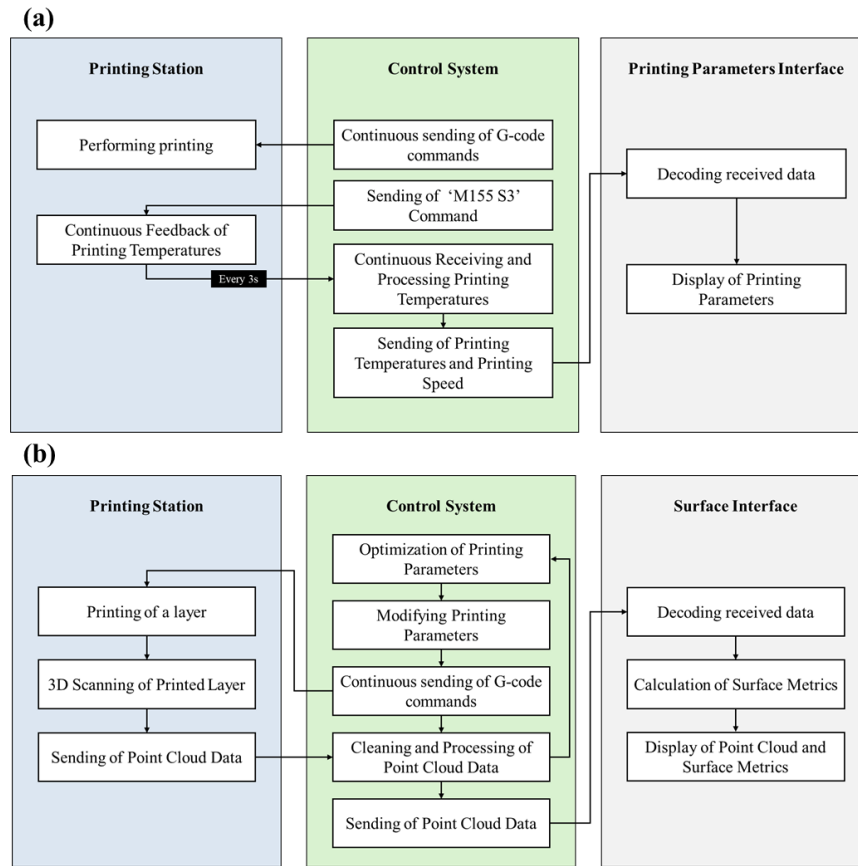 (a)
Printing Station
Control System
Printing Parameters Interface
Performing printing
Continuous sending of G-code
commands
Sending of ‘M155 S3’
Command
Continuous Feedback of
Printing Temperatures
Every 3s
Continuous Receiving and
Processing Printing
Temperatures
Sending of Printing
Temperatures and Printing
Speed
Decoding received data
Display of Printing
Parameters
(b)
Printing Station
Control System
Surface Interface
Printing of a layer
3D Scanning of Printed Layer
Sending of Point Cloud Data
Optimization of Printing
Parameters
Modifying Printing
Parameters
Continuous sending of G-code
commands
Cleaning and Processing of
Point Cloud Data
Sending of Point Cloud Data
Decoding received data
Calculation of Surface Metrics
Display of Point Cloud and
Surface Metrics